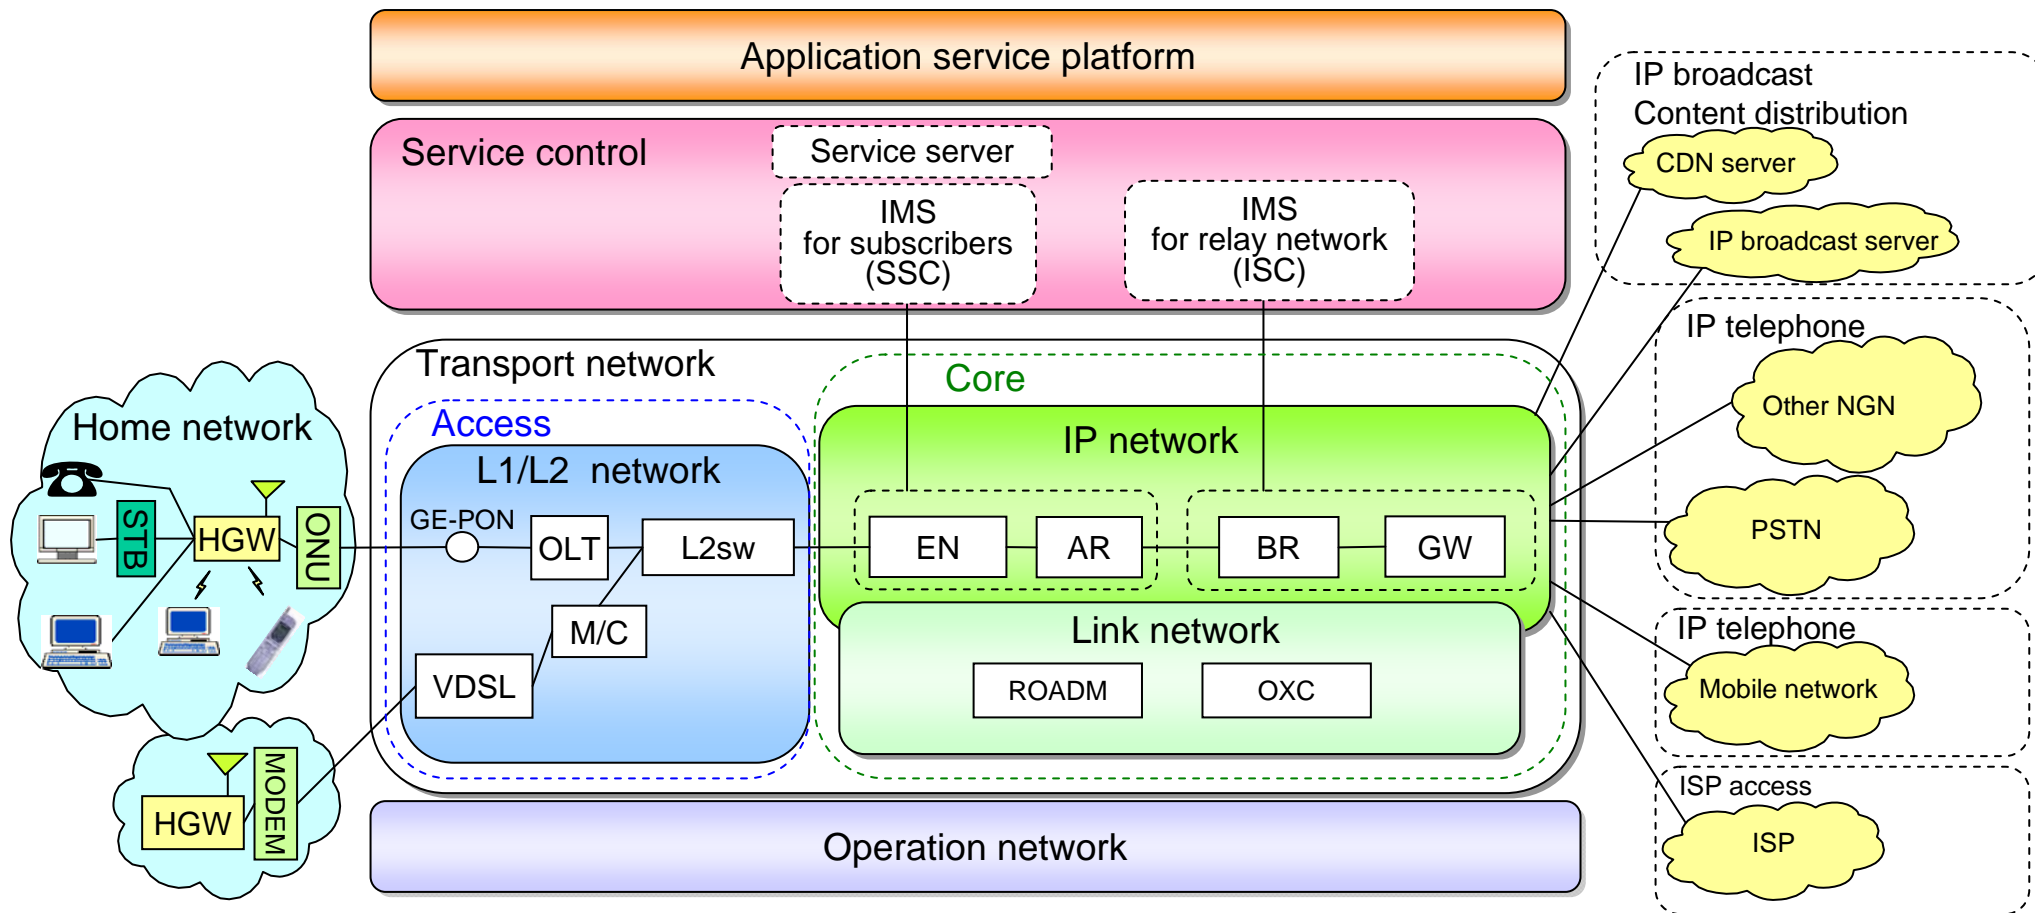 Application service platform
Service control
Service server
IMS
for subscribers
(SSC)
IMS
for relay network
(ISC)
IP broadcast
Content distribution
CDN server
IP broadcast server
IP telephone
Other NGN
PSTN
IP telephone
Mobile network
ISP access
ISP
Transport network
Core
Access
IP network
L1/L2 network
GE-PON
OLT
L2sw
EN
AR
BR
GW
M/C
VDSL
Link network
ROADM
OXC
Home network
STB
HGW
ONU
HGW
MODEM
Operation network